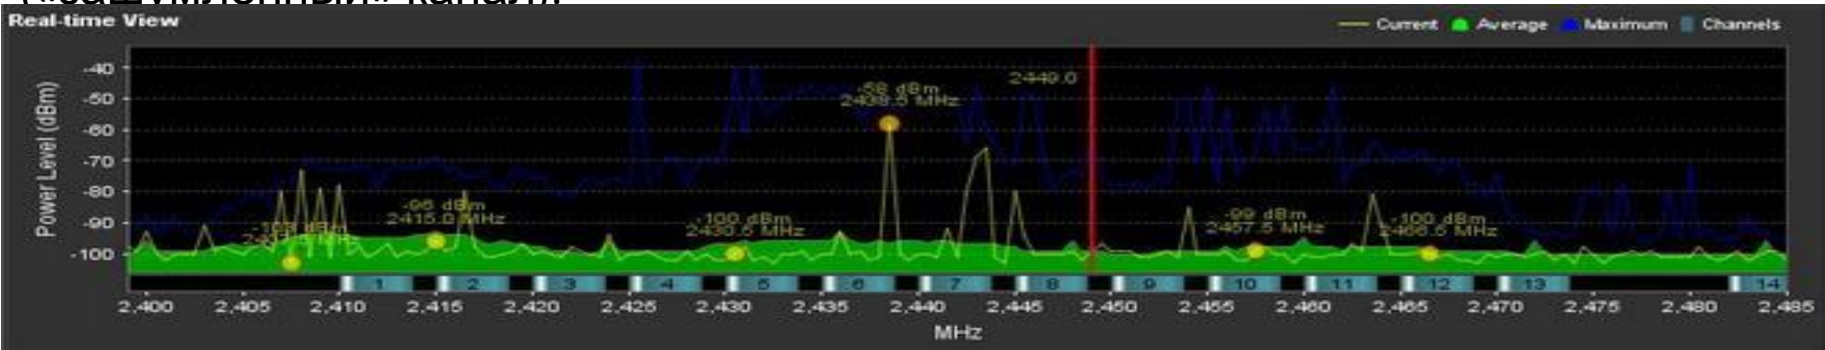 Real-time View
Current Average Maximum Channels
Power Level (dBm)
-40
-50
-60
-70
-80
-90
-100
2449.0
-58 dBm
2438.5 MHz
-96 dBm
2415.0 MHz
-100 dBm
2430.5 MHz
-99 dBm
2457.5 MHz
-100 dBm
2466.5 MHz
1 2 3 4 5 6 7 8 9 10 11 12 13 14
2,400 2,405 2,410 2,415 2,420 2,425 2,430 2,435 2,440 2,445 2,450 2,455 2,460 2,465 2,470 2,475 2,480 2,485
MHz